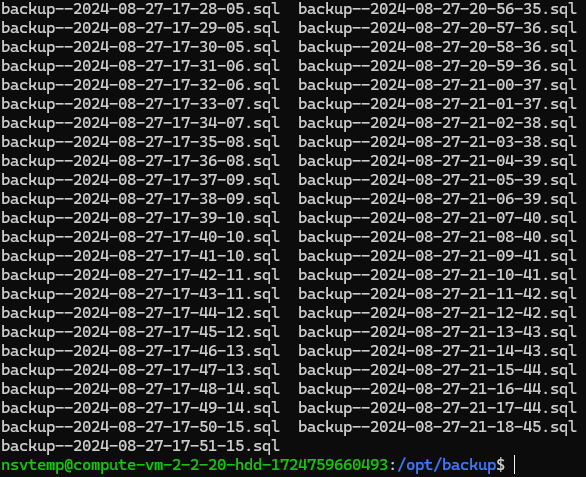 backup--2024-08-27-17-28-05.sql backup--2024-08-27-20-56-35.sql
backup--2024-08-27-17-29-05.sql backup--2024-08-27-20-57-36.sql
backup--2024-08-27-17-30-05.sql backup--2024-08-27-20-58-36.sql
backup--2024-08-27-17-31-06.sql backup--2024-08-27-20-59-36.sql
backup--2024-08-27-17-32-06.sql backup--2024-08-27-21-00-37.sql
backup--2024-08-27-17-33-07.sql backup--2024-08-27-21-01-37.sql
backup--2024-08-27-17-34-07.sql backup--2024-08-27-21-02-38.sql
backup--2024-08-27-17-35-08.sql backup--2024-08-27-21-03-38.sql
backup--2024-08-27-17-36-08.sql backup--2024-08-27-21-04-39.sql
backup--2024-08-27-17-37-09.sql backup--2024-08-27-21-05-39.sql
backup--2024-08-27-17-38-09.sql backup--2024-08-27-21-06-39.sql
backup--2024-08-27-17-39-10.sql backup--2024-08-27-21-07-40.sql
backup--2024-08-27-17-40-10.sql backup--2024-08-27-21-08-40.sql
backup--2024-08-27-17-41-10.sql backup--2024-08-27-21-09-41.sql
backup--2024-08-27-17-42-11.sql backup--2024-08-27-21-10-41.sql
backup--2024-08-27-17-43-11.sql backup--2024-08-27-21-11-42.sql
backup--2024-08-27-17-44-12.sql backup--2024-08-27-21-12-42.sql
backup--2024-08-27-17-45-12.sql backup--2024-08-27-21-13-43.sql
backup--2024-08-27-17-46-13.sql backup--2024-08-27-21-14-43.sql
backup--2024-08-27-17-47-13.sql backup--2024-08-27-21-15-44.sql
backup--2024-08-27-17-48-14.sql backup--2024-08-27-21-16-44.sql
backup--2024-08-27-17-49-14.sql backup--2024-08-27-21-17-44.sql
backup--2024-08-27-17-50-15.sql backup--2024-08-27-21-18-45.sql
backup--2024-08-27-17-51-15.sql
nsvtemp@compute-vm-2-2-20-hdd-1724759660493:/opt/backup$